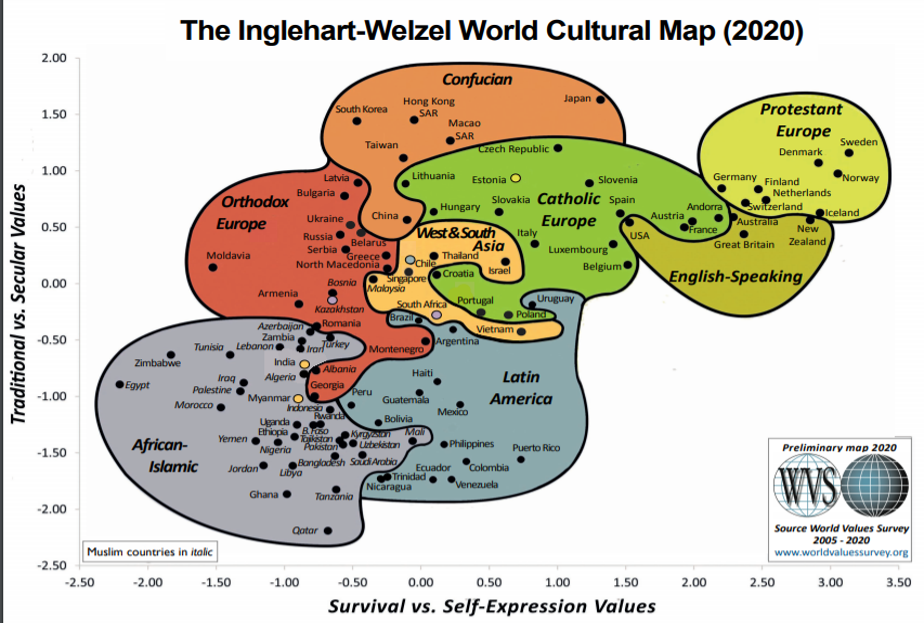 The Inglehart-Welzel World Cultural Map (2020)
2.00
1.50
1.00
0.50
0.00
-0.50
-1.00
-1.50
-2.00
-2.50
Traditional vs. Secular Values
Confucian
Hong Kong
SAR
South Korea
Macao
SAR
Japan
Taiwan
China
Protestant
Europe
Sweden
Denmark
Norway
Germany
Finland
Netherlands
Switzerland
Iceland
Catholic
Europe
Czech Republic
Lithuania
Estonia
Slovenia
Hungary
Slovakia
Spain
Andorra
Austria
France
Italy
Luxembourg
Belgium
Croatia
Portugal
Poland
English-Speaking
USA
Australia
Great Britain
New
Zealand
Orthodox
Europe
Latvia
Bulgaria
Ukraine
Russia
Belarus
Serbia
Greece
North Macedonia
Moldavia
Bosnia
Armenia
Kazakhstan
Romania
Montenegro
Georgia
West & South
Asia
Thailand
Israel
Chile
Singapore
Malaysia
South Africa
Vietnam
Uruguay
Brazil
Argentina
Latin
America
Haiti
Guatemala
Mexico
Peru
Bolivia
Philippines
Puerto Rico
Ecuador
Colombia
Trinidad
Venezuela
Nicaragua
African-
Islamic
Azerbaijan
Zambia
Turkey
Tunisia
Lebanon
Iran
Zimbabwe
India
Albania
Algeria
Egypt
Iraq
Palestine
Myanmar
Morocco
Indonesia
Rwanda
Uganda
B. Faso
Ethiopia
Tajikistan
Kyrgyzstan
Mali
Yemen
Nigeria
Pakistan
Uzbekistan
Bangladesh
Saudi Arabia
Jordan
Libya
Ghana
Tanzania
Qatar
Muslim countries in italic
Preliminary map 2020
WVS
Source World Values Survey
2005 - 2020
www.worldvaluessurvey.org
-2.50 -2.00 -1.50 -1.00 -0.50 0.00 0.50 1.00 1.50 2.00 2.50 3.00 3.50
Survival vs. Self-Expression Values